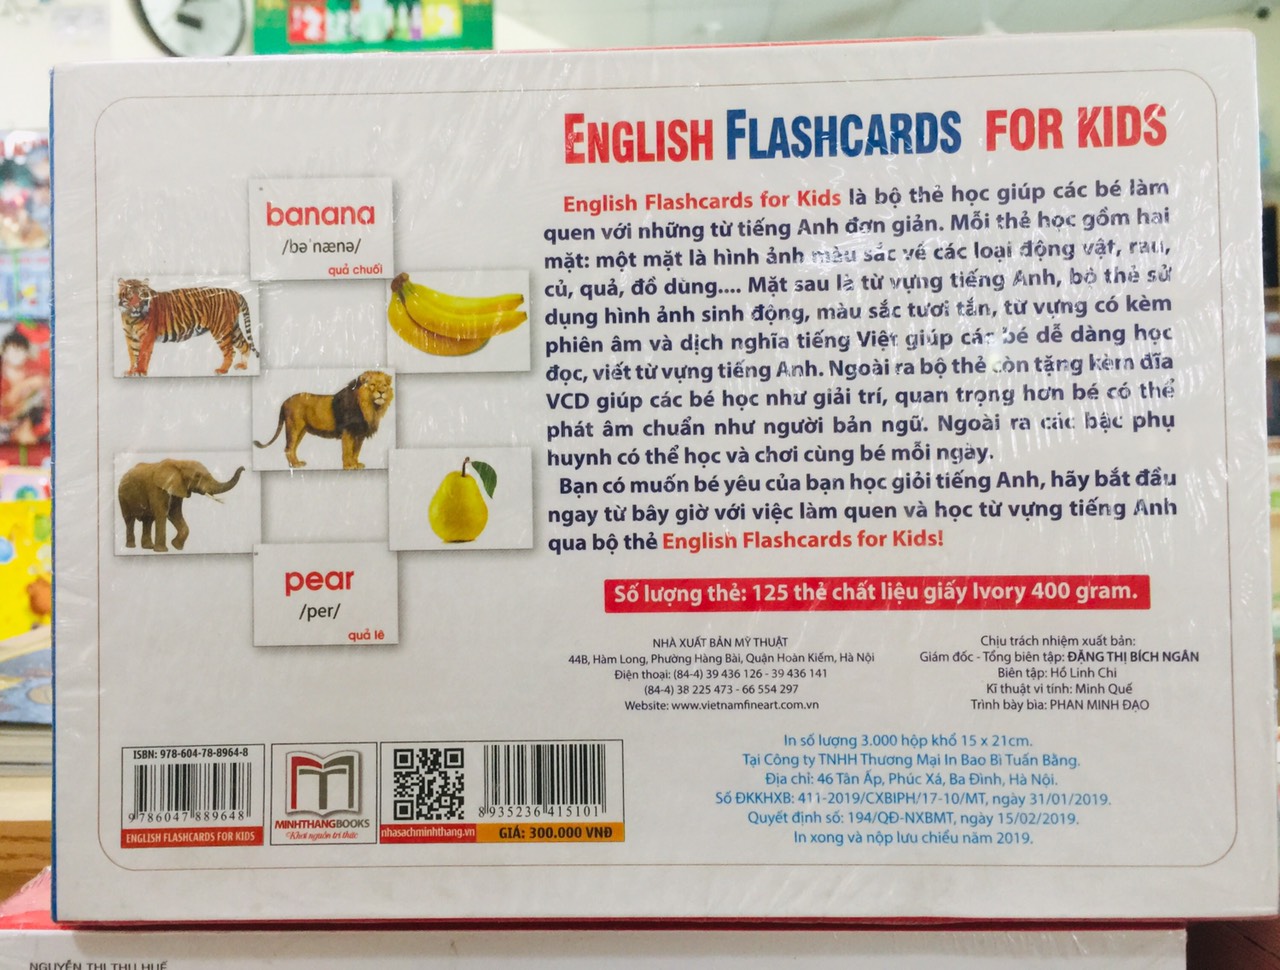 ENGLISH FLASHCARDS FOR KIDS
banana
/bəˈnænə/
quả chuối
pear
/per/
quả lê
English Flashcards for Kids là bộ thẻ học giúp các bé làm
quen với những từ tiếng Anh đơn giản. Mỗi thẻ học gồm hai
mặt: một mặt là hình ảnh màu sắc về các loại động vật, rau,
củ, quả, đồ dùng.... Mặt sau là từ vựng tiếng Anh, bộ thẻ sử
dụng hình ảnh sinh động, màu sắc tươi tắn, từ vựng có kèm
phiên âm và dịch nghĩa tiếng Việt giúp các bé dễ dàng học
đọc, viết từ vựng tiếng Anh. Ngoài ra bộ thẻ còn tặng kèm đĩa
VCD giúp các bé học như giải trí, quan trọng hơn bé có thể
phát âm chuẩn như người bản ngữ. Ngoài ra các bậc phụ
huynh có thể học và chơi cùng bé mỗi ngày.
Bạn có muốn bé yêu của bạn học giỏi tiếng Anh, hãy bắt đầu
ngay từ bây giờ với việc làm quen và học từ vựng tiếng Anh
qua bộ thẻ English Flashcards for Kids!
Số lượng thẻ: 125 thẻ chất liệu giấy Ivory 400 gram.
NHÀ XUẤT BẢN MỸ THUẬT
44B, Hàm Long, Phường Hàng Bài, Quận Hoàn Kiếm, Hà Nội
Điện thoại: (84-4) 39 436 126 - 39 436 141
(84-4) 38 225 473 - 66 554 297
Website: www.vietnamfineart.com.vn
Chịu trách nhiệm xuất bản:
Giám đốc - Tổng biên tập: ĐẶNG THỊ BÍCH NGÂN
Biên tập: Hồ Linh Chi
Kĩ thuật vi tính: Minh Quế
Trình bày bìa: PHAN MINH ĐẠO
In số lượng 3.000 hộp khổ 15 x 21cm.
Tại Công ty TNHH Thương Mại In Bao Bì Tuấn Bằng.
Địa chỉ: 46 Tân Ấp, Phúc Xá, Ba Đình, Hà Nội.
Số ĐKKHXB: 411-2019/CXBIPH/17-10/MT, ngày 31/01/2019.
Quyết định số: 194/QĐ-NXBMT, ngày 15/02/2019.
In xong và nộp lưu chiểu năm 2019.
ISBN: 978-604-78-8964-8
9 786047 889648
ENGLISH FLASHCARDS FOR KIDS
MINHTHANGBOOKS
Khơi nguồn tri thức
nhasachminhthang.vn
8 935236 415101
GIÁ: 300.000 VNĐ
NGUYỄN THỊ THU HUẾ